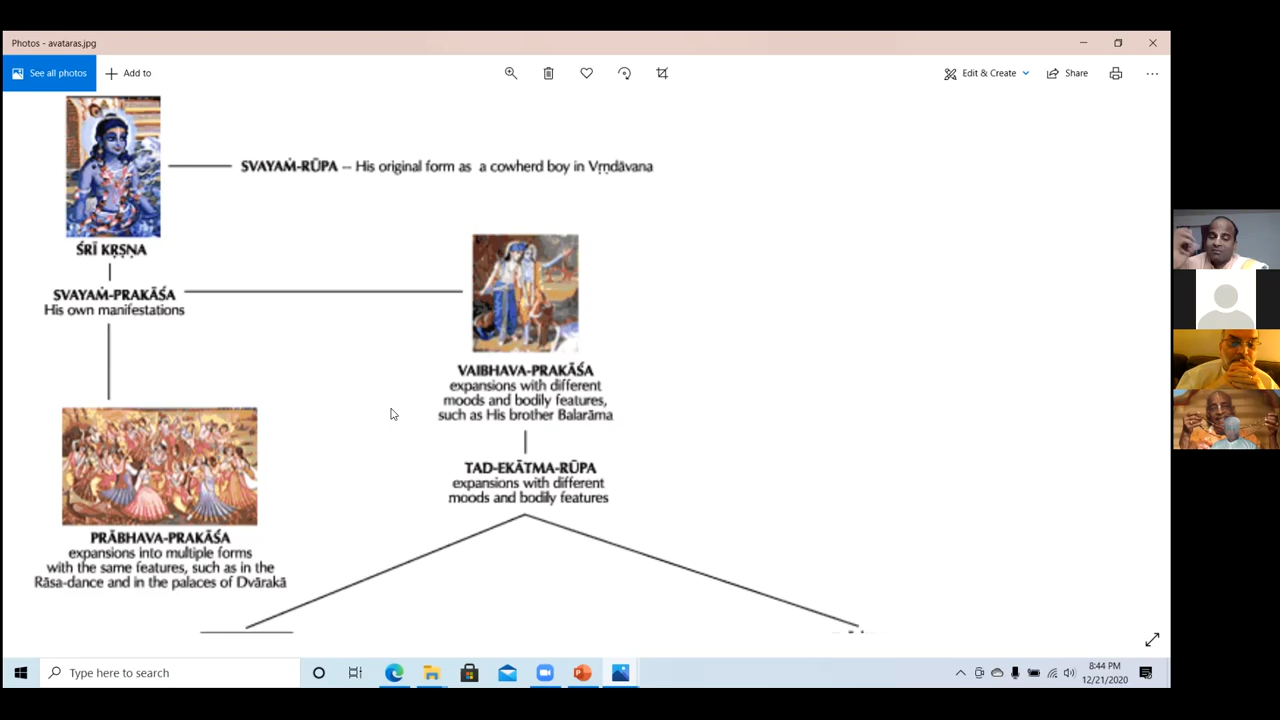 Photos - avataras.jpg
See all photos
Add to
Edit & Create
Share
SVAYAṀ-RŪPA -- His original form as a cowherd boy in Vṛṇdāvana
ŚRĪ KṚṢṆA
SVAYAṀ-PRAKĀŚA
His own manifestations
VAIBHAVA-PRAKĀŚA
expansions with different
moods and bodily features,
such as His brother Balarāma
TAD-EKĀTMA-RŪPA
expansions with different
moods and bodily features
PRĀBHAVA-PRAKĀŚA
expansions into multiple forms
with the same features, such as in the
Rāsa-dance and in the palaces of Dvārakā
Type here to search
8:44 PM
12/21/2020